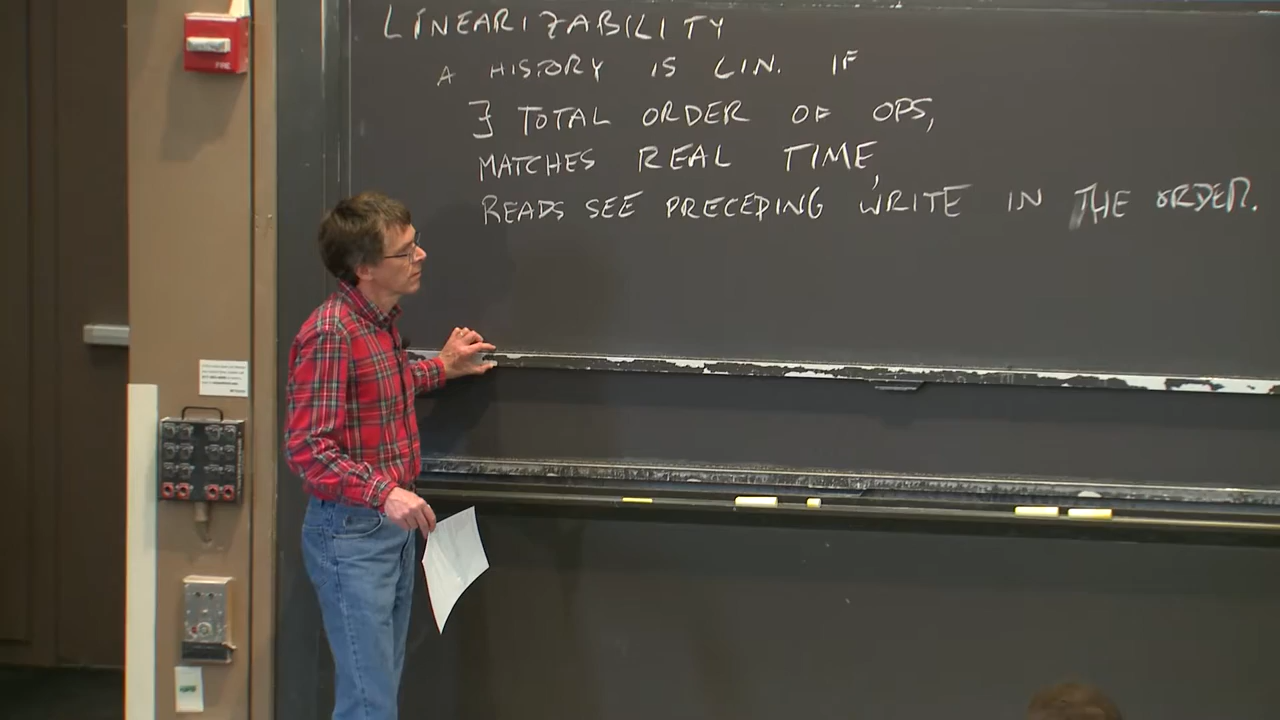 LINEARIZABILITY
A HISTORY IS LIN. IF
∃ TOTAL ORDER OF OPS,
MATCHES REAL TIME,
READS SEE PRECEDING WRITE IN THE ORDER.
FIRE